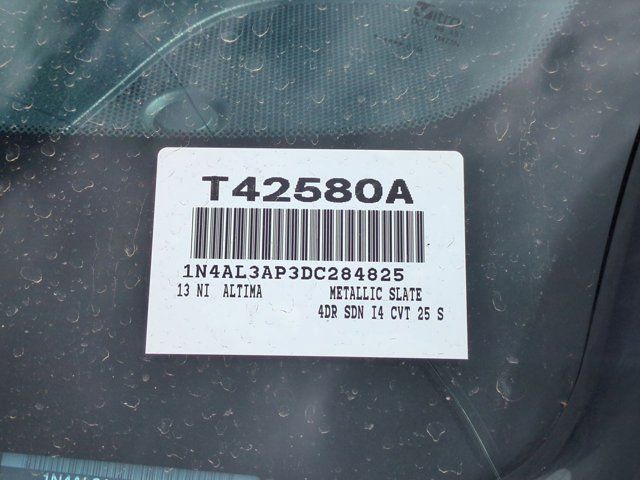 T42580A
1N4AL3AP3DC284825
13 NI ALTIMA METALLIC SLATE
4DR SDN I4 CVT 25 S